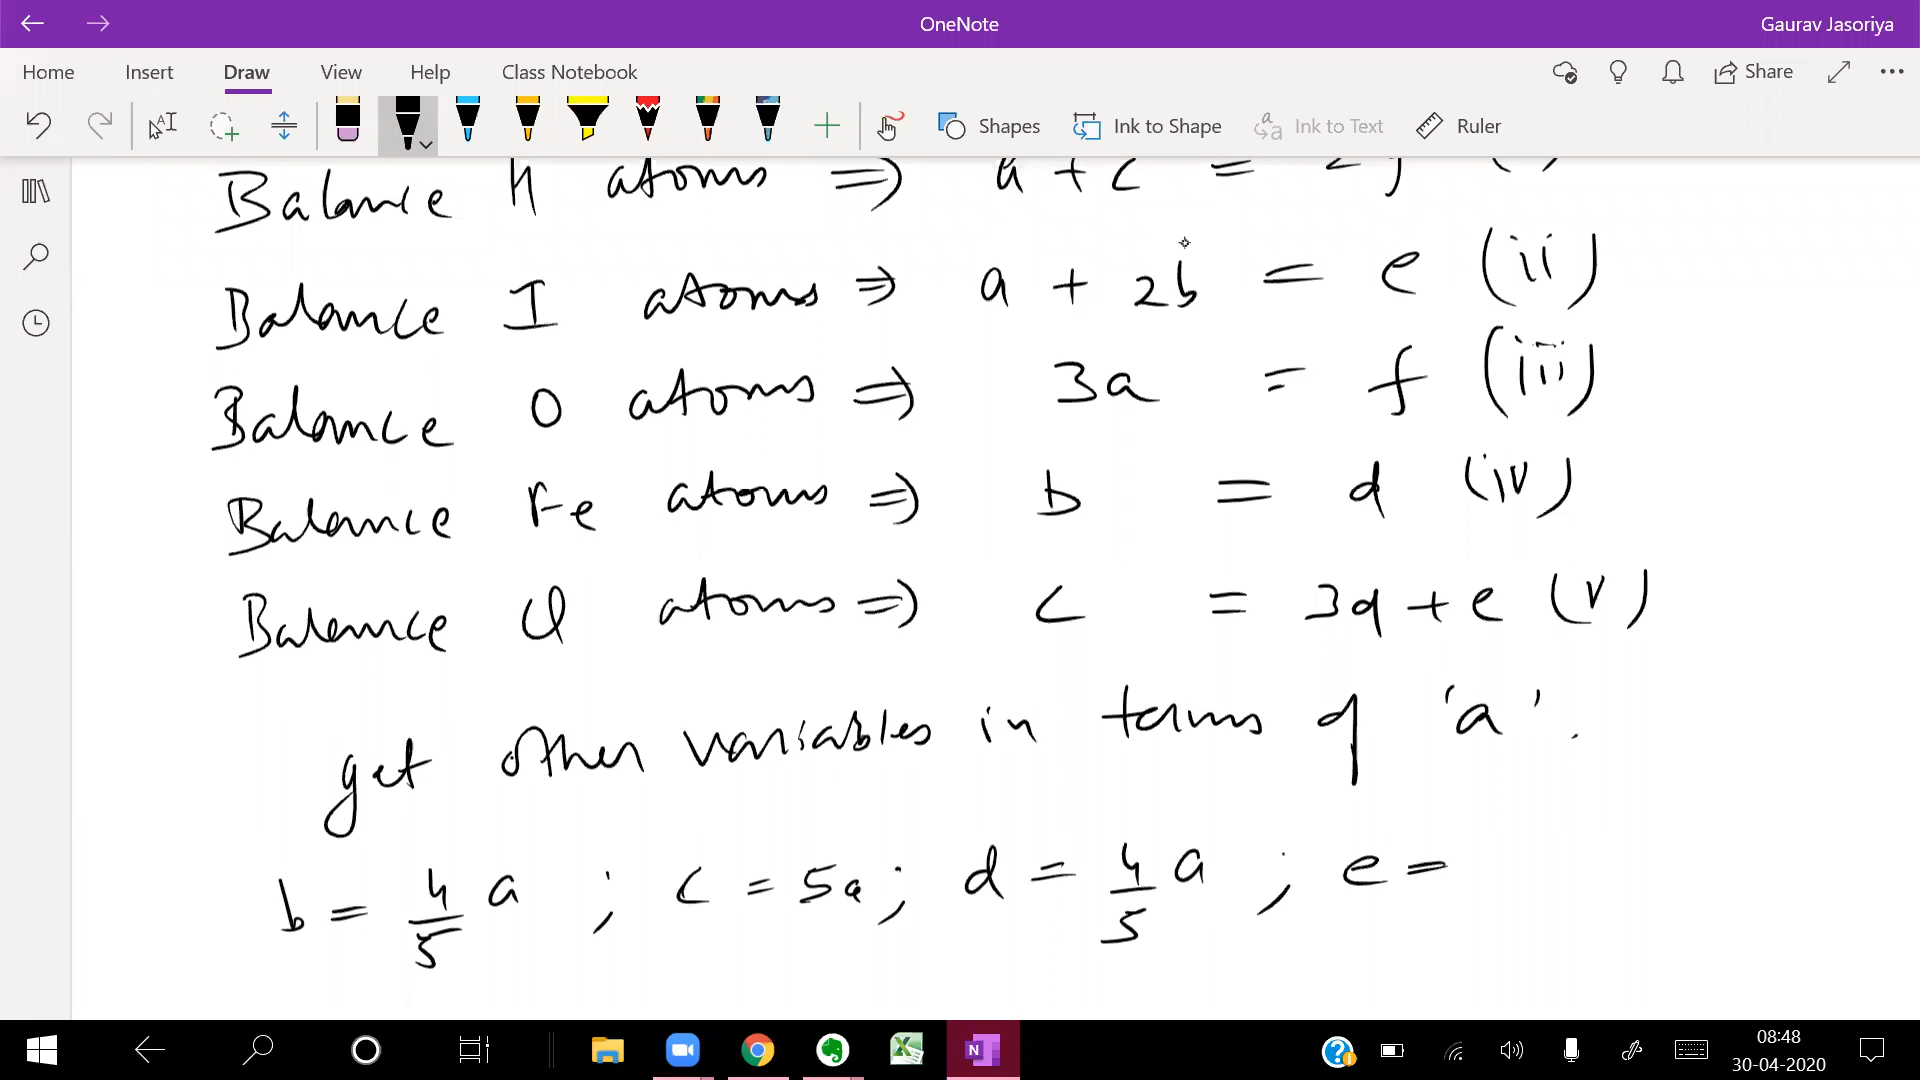 OneNote
Gaurav Jasoriya
Home Insert Draw View Help Class Notebook
Share
Shapes Ink to Shape Ink to Text Ruler
Balance H atoms ⇒ a + c = 2f
Balance I atoms ⇒ a + 2b = e (ii)
Balance O atoms ⇒ 3a = f (iii)
Balance Fe atoms ⇒ b = d (iv)
Balance Cl atoms ⇒ c = 3d + e (v)
get other variables in terms of 'a'.
b = 4/5 a ; c = 5a ; d = 4/5 a ; e =
08:48
30-04-2020